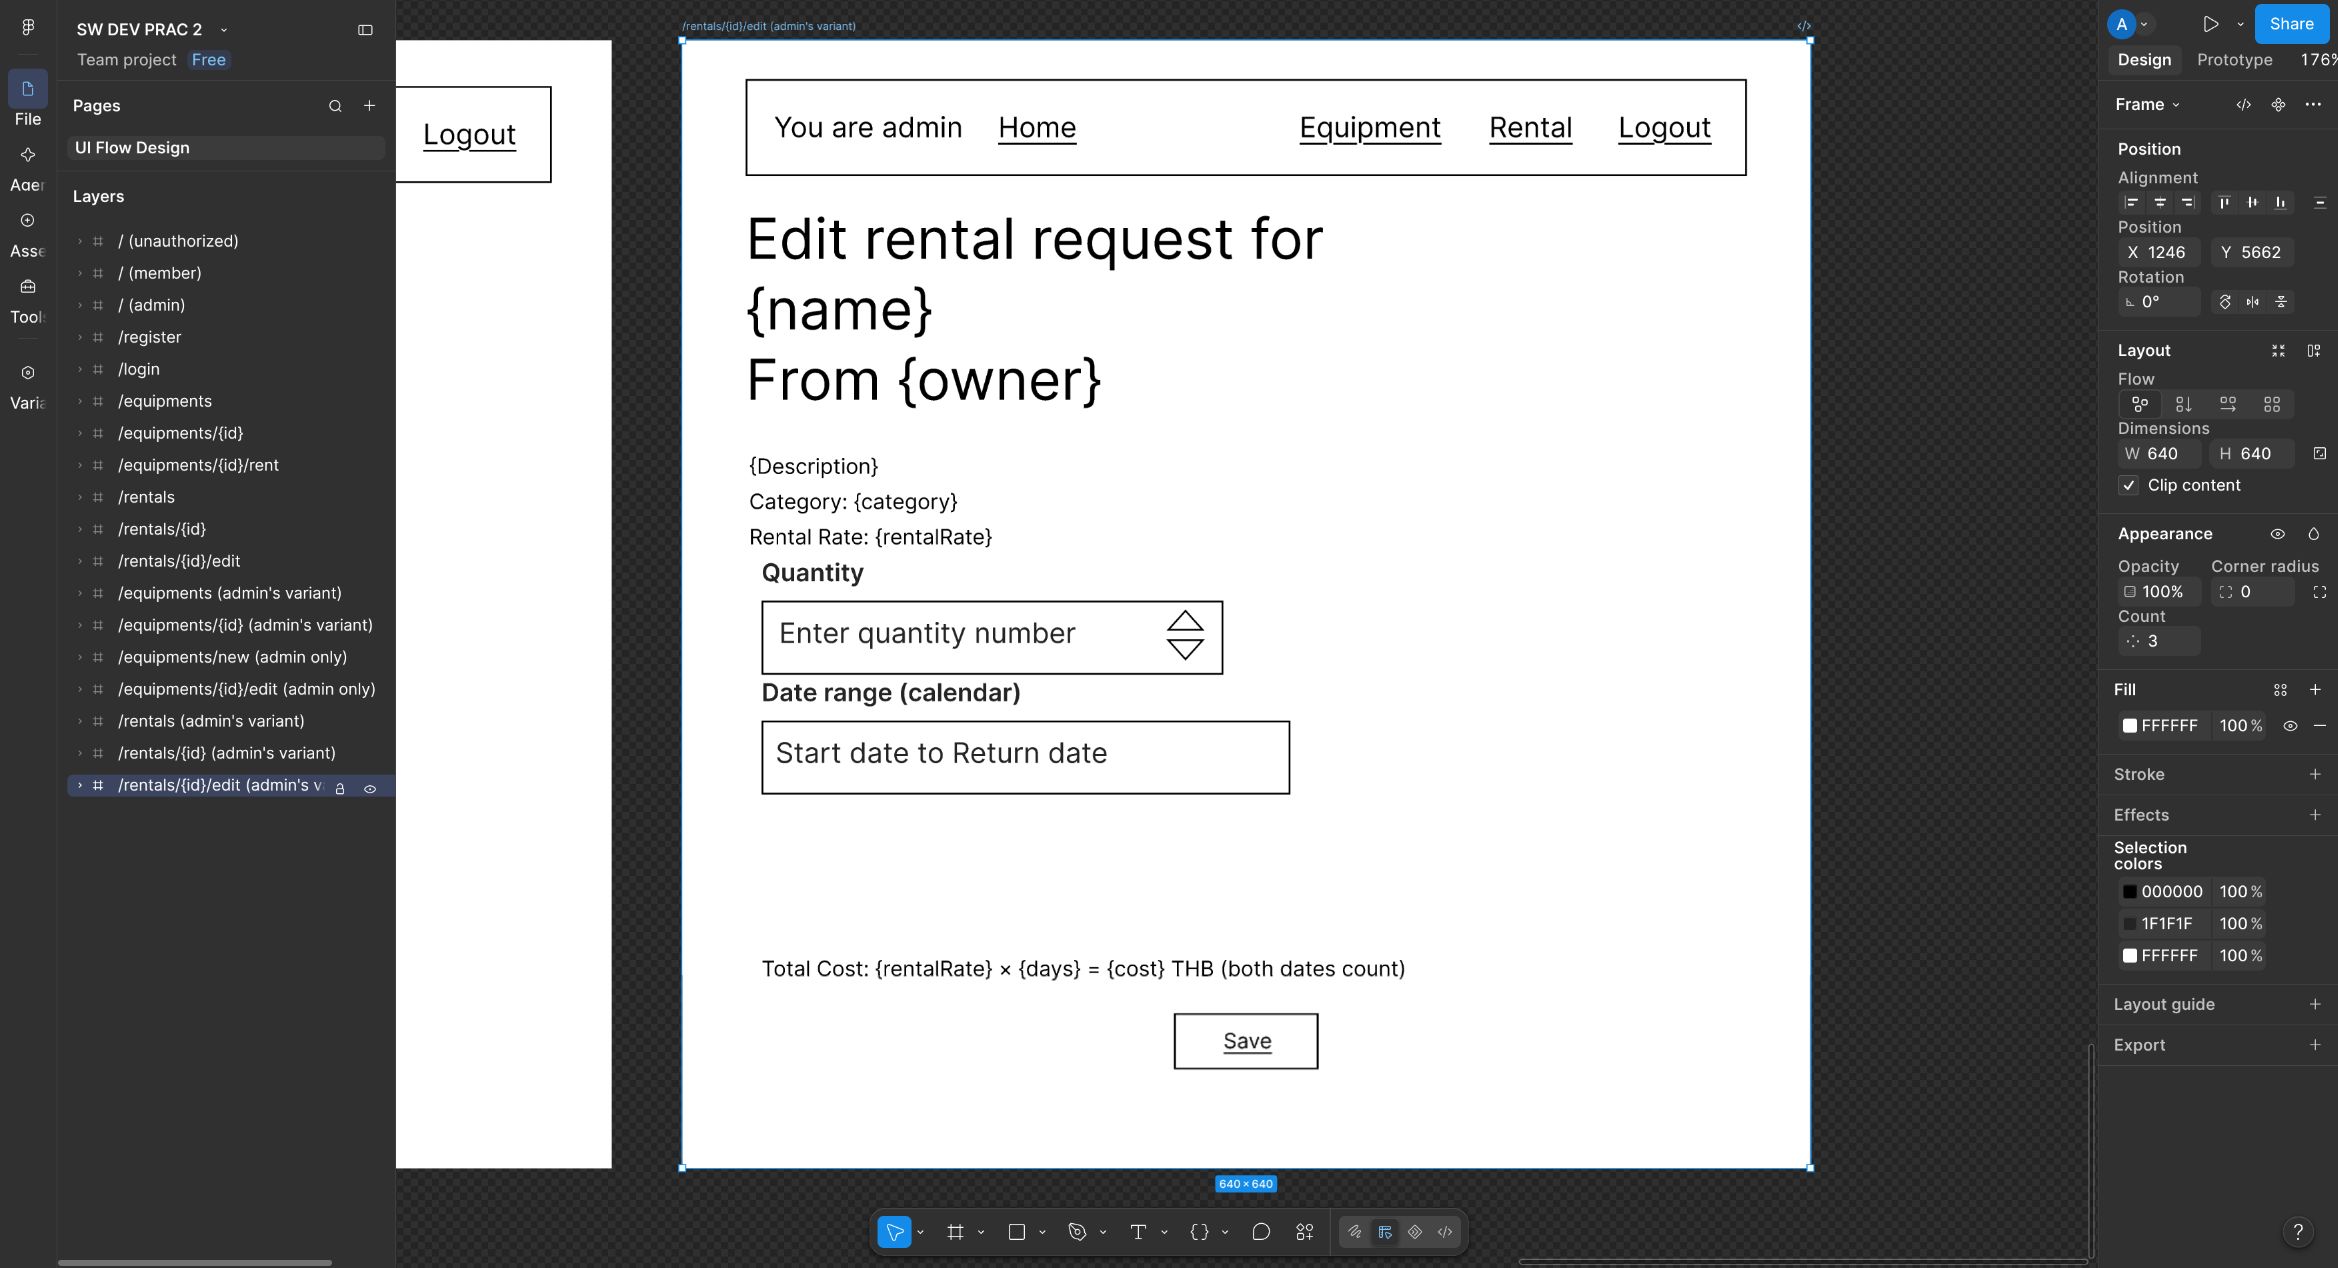 SW DEV PRAC 2
Team project Free
File
Pages
UI Flow Design
Layers
/ (unauthorized)
/ (member)
/ (admin)
/register
/login
/equipments
/equipments/{id}
/equipments/{id}/rent
/rentals
/rentals/{id}
/rentals/{id}/edit
/equipments (admin's variant)
/equipments/{id} (admin's variant)
/equipments/new (admin only)
/equipments/{id}/edit (admin only)
/rentals (admin's variant)
/rentals/{id} (admin's variant)
/rentals/{id}/edit (admin's v
Logout
/rentals/{id}/edit (admin's variant)
You are admin Home Equipment Rental Logout
Edit rental request for
{name}
From {owner}
{Description}
Category: {category}
Rental Rate: {rentalRate}
Quantity
Enter quantity number
Date range (calendar)
Start date to Return date
Total Cost: {rentalRate} × {days} = {cost} THB (both dates count)
Save
640 × 640
A
Share
Design Prototype 176%
Frame
Position
Alignment
Position
X 1246 Y 5662
Rotation
0°
Layout
Flow
Dimensions
W 640 H 640
Clip content
Appearance
Opacity Corner radius
100% 0
Count
3
Fill
FFFFFF 100 %
Stroke
Effects
Selection
colors
000000 100 %
1F1F1F 100 %
FFFFFF 100 %
Layout guide
Export
?